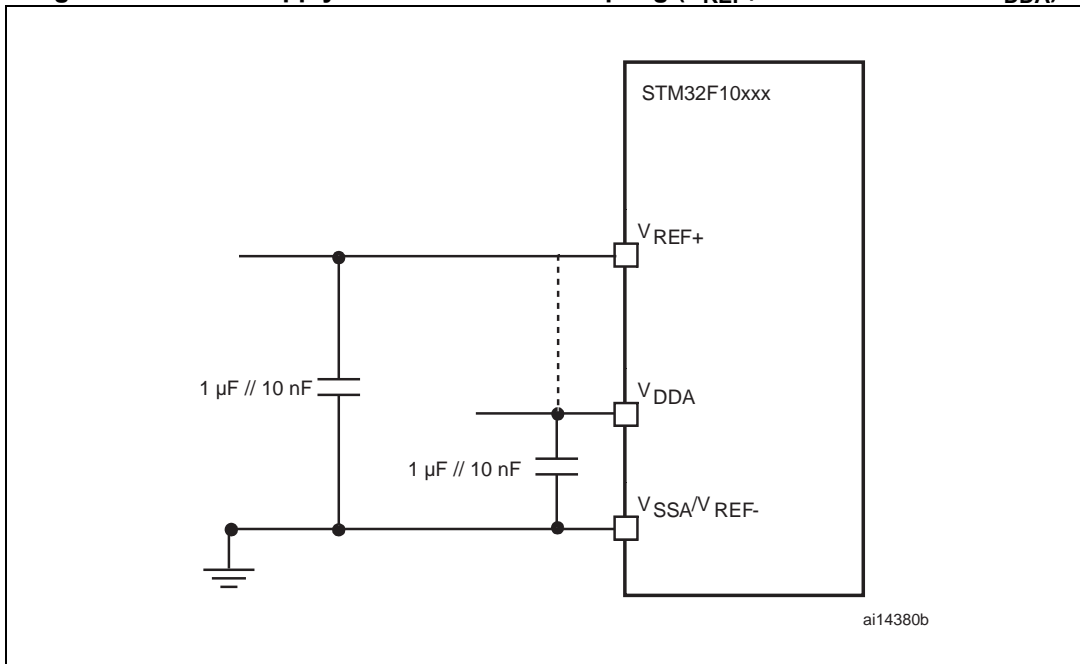 STM32F10xxx
VREF+
1 µF // 10 nF
VDDA
1 µF // 10 nF
VSSA/VREF-
ai14380b